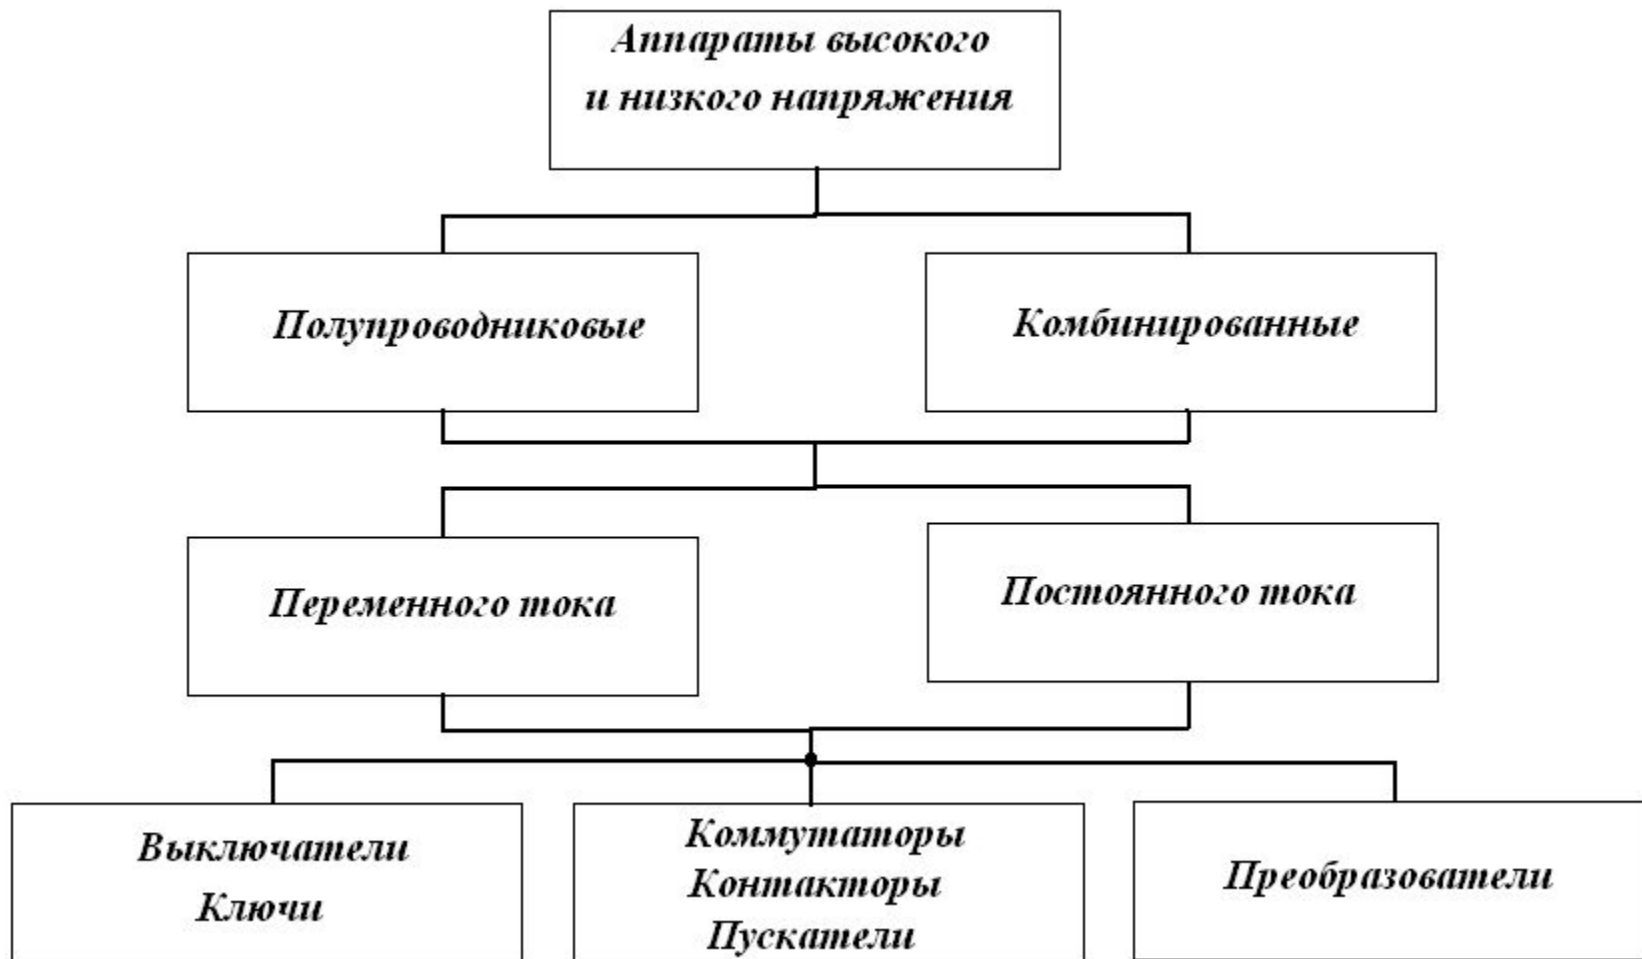 Аппараты высокого
и низкого напряжения
Полупроводниковые
Комбинированные
Переменного тока
Постоянного тока
Выключатели
Ключи
Коммутаторы
Контакторы
Пускатели
Преобразователи